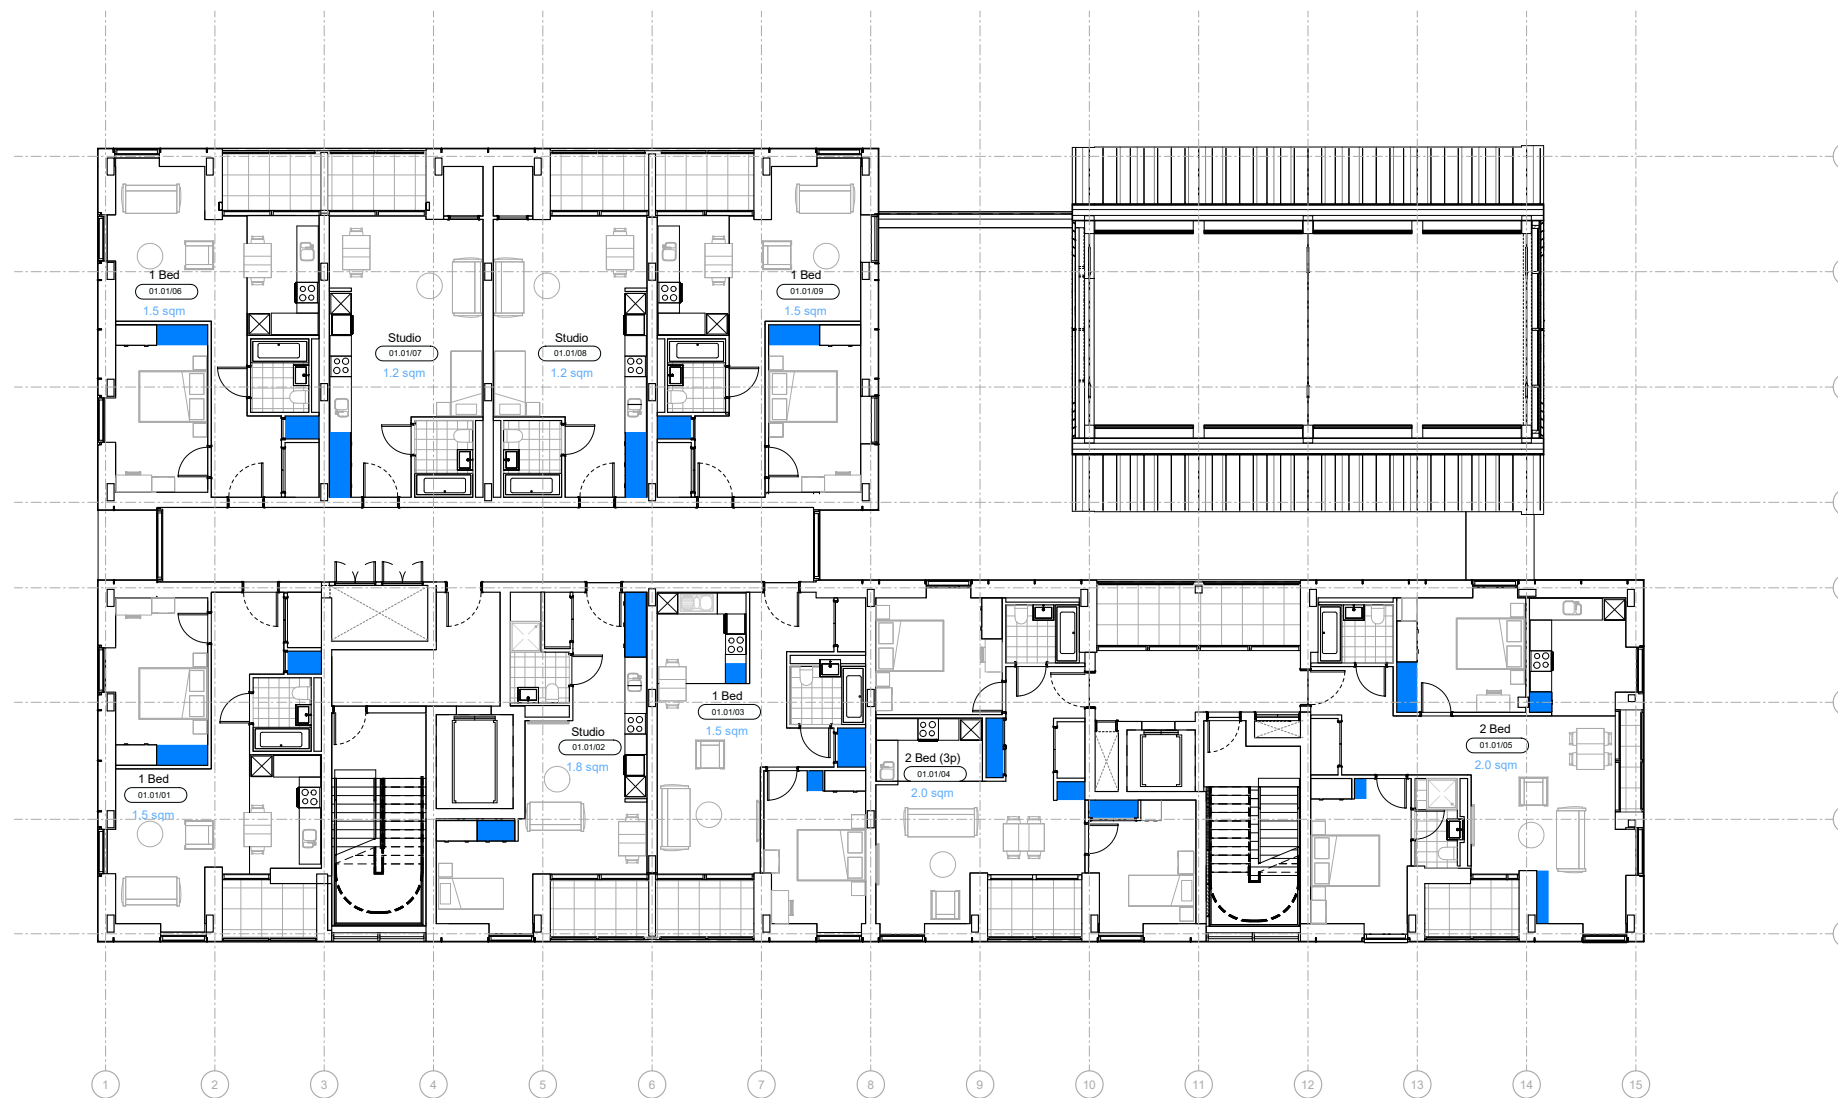 1 Bed
01.01/06
1.5 sqm
Studio
01.01/07
1.2 sqm
Studio
01.01/08
1.2 sqm
1 Bed
01.01/09
1.5 sqm
1 Bed
01.01/01
1.5 sqm
Studio
01.01/02
1.8 sqm
1 Bed
01.01/03
1.5 sqm
2 Bed (3p)
01.01/04
2.0 sqm
2 Bed
01.01/05
2.0 sqm
1 2 3 4 5 6 7 8 9 10 11 12 13 14 15